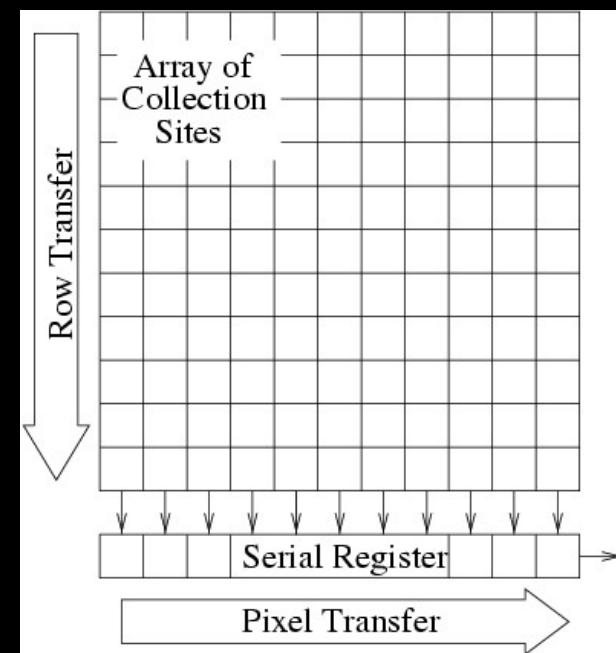 Array of
Collection
Sites
Row Transfer
Serial Register
Pixel Transfer